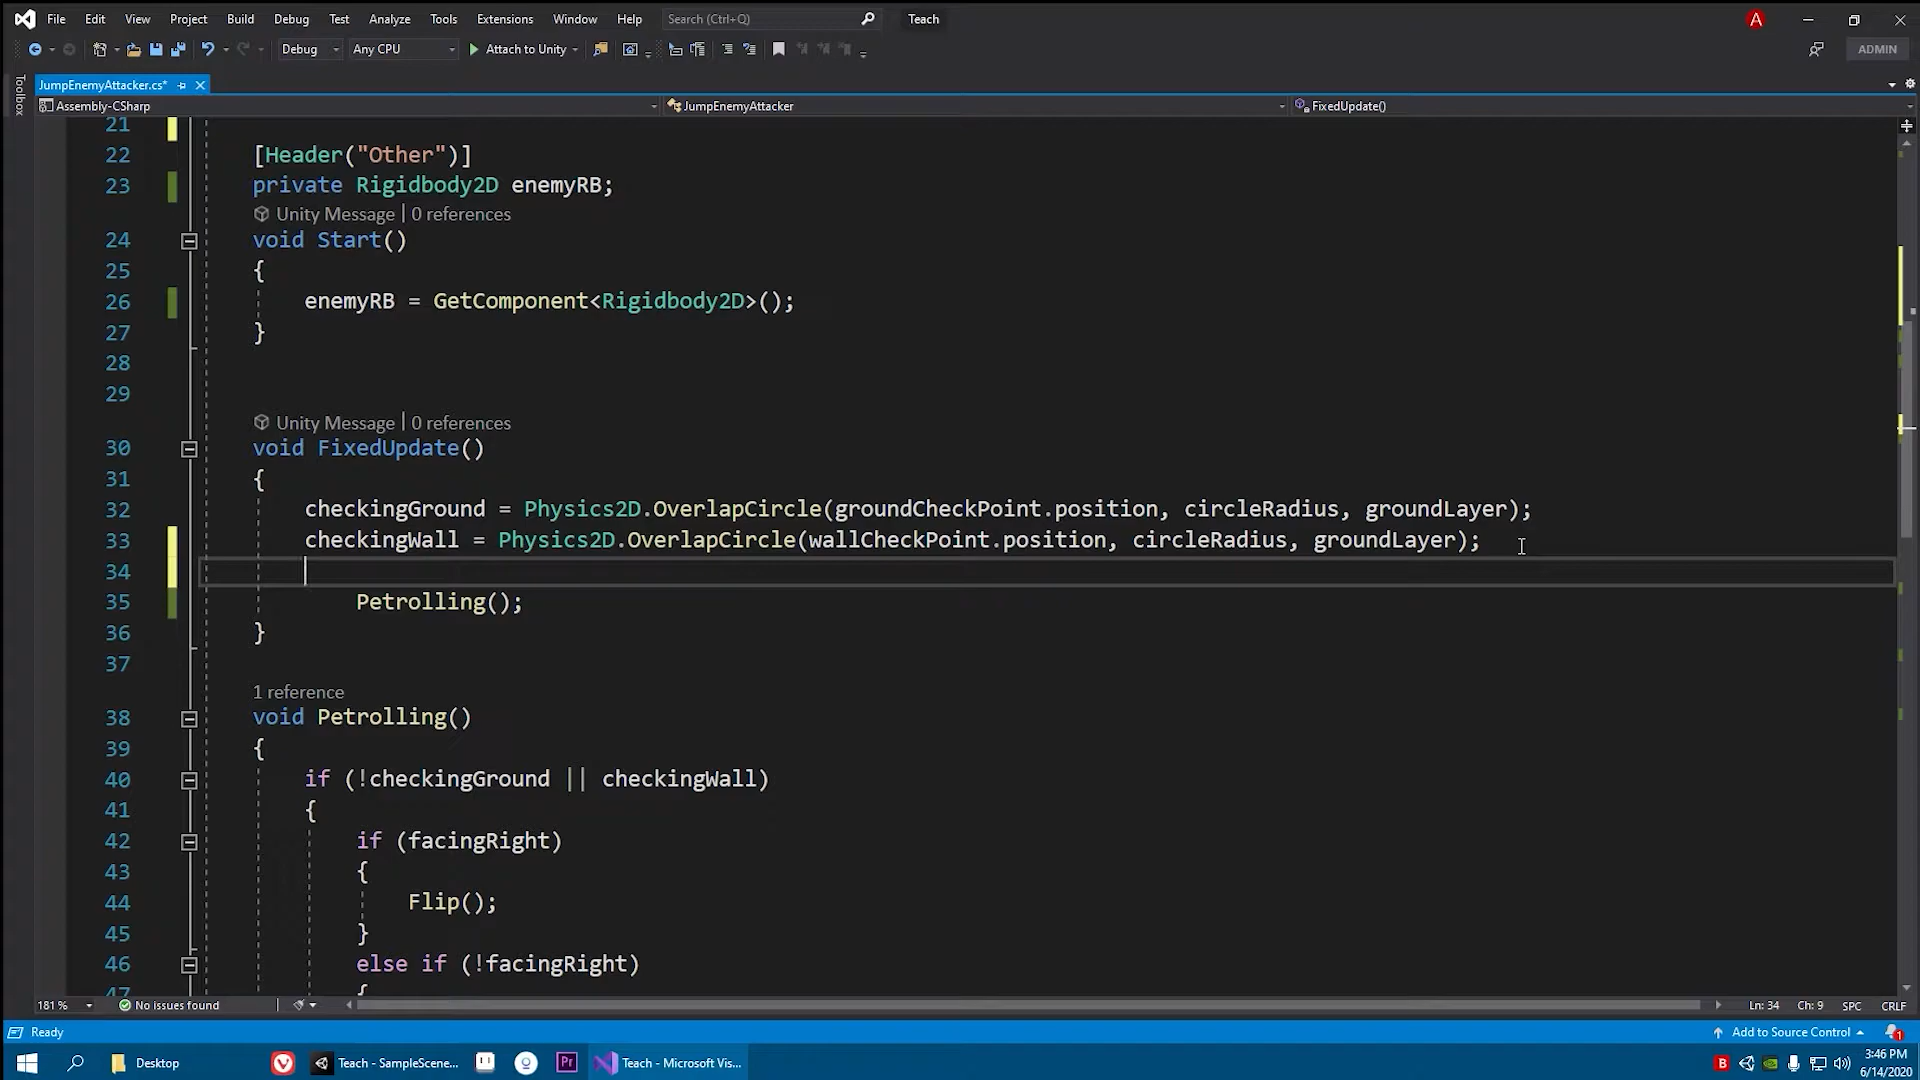 File Edit View Project Build Debug Test Analyze Tools Extensions Window Help Search (Ctrl+Q) Teach A
Debug Any CPU Attach to Unity ADMIN
Toolbox
JumpEnemyAttacker.cs*
Assembly-CSharp JumpEnemyAttacker FixedUpdate()
21
22 [Header("Other")]
23 private Rigidbody2D enemyRB;
Unity Message | 0 references
24 void Start()
25 {
26 enemyRB = GetComponent<Rigidbody2D>();
27 }
28
29
Unity Message | 0 references
30 void FixedUpdate()
31 {
32 checkingGround = Physics2D.OverlapCircle(groundCheckPoint.position, circleRadius, groundLayer);
33 checkingWall = Physics2D.OverlapCircle(wallCheckPoint.position, circleRadius, groundLayer);
34
35 Petrolling();
36 }
37
1 reference
38 void Petrolling()
39 {
40 if (!checkingGround || checkingWall)
41 {
42 if (facingRight)
43 {
44 Flip();
45 }
46 else if (!facingRight)
47 {
181 % No issues found Ln: 34 Ch: 9 SPC CRLF
Ready Add to Source Control 1
Desktop Teach - SampleScene... Pr Teach - Microsoft Vis... B 3:46 PM
6/14/2020